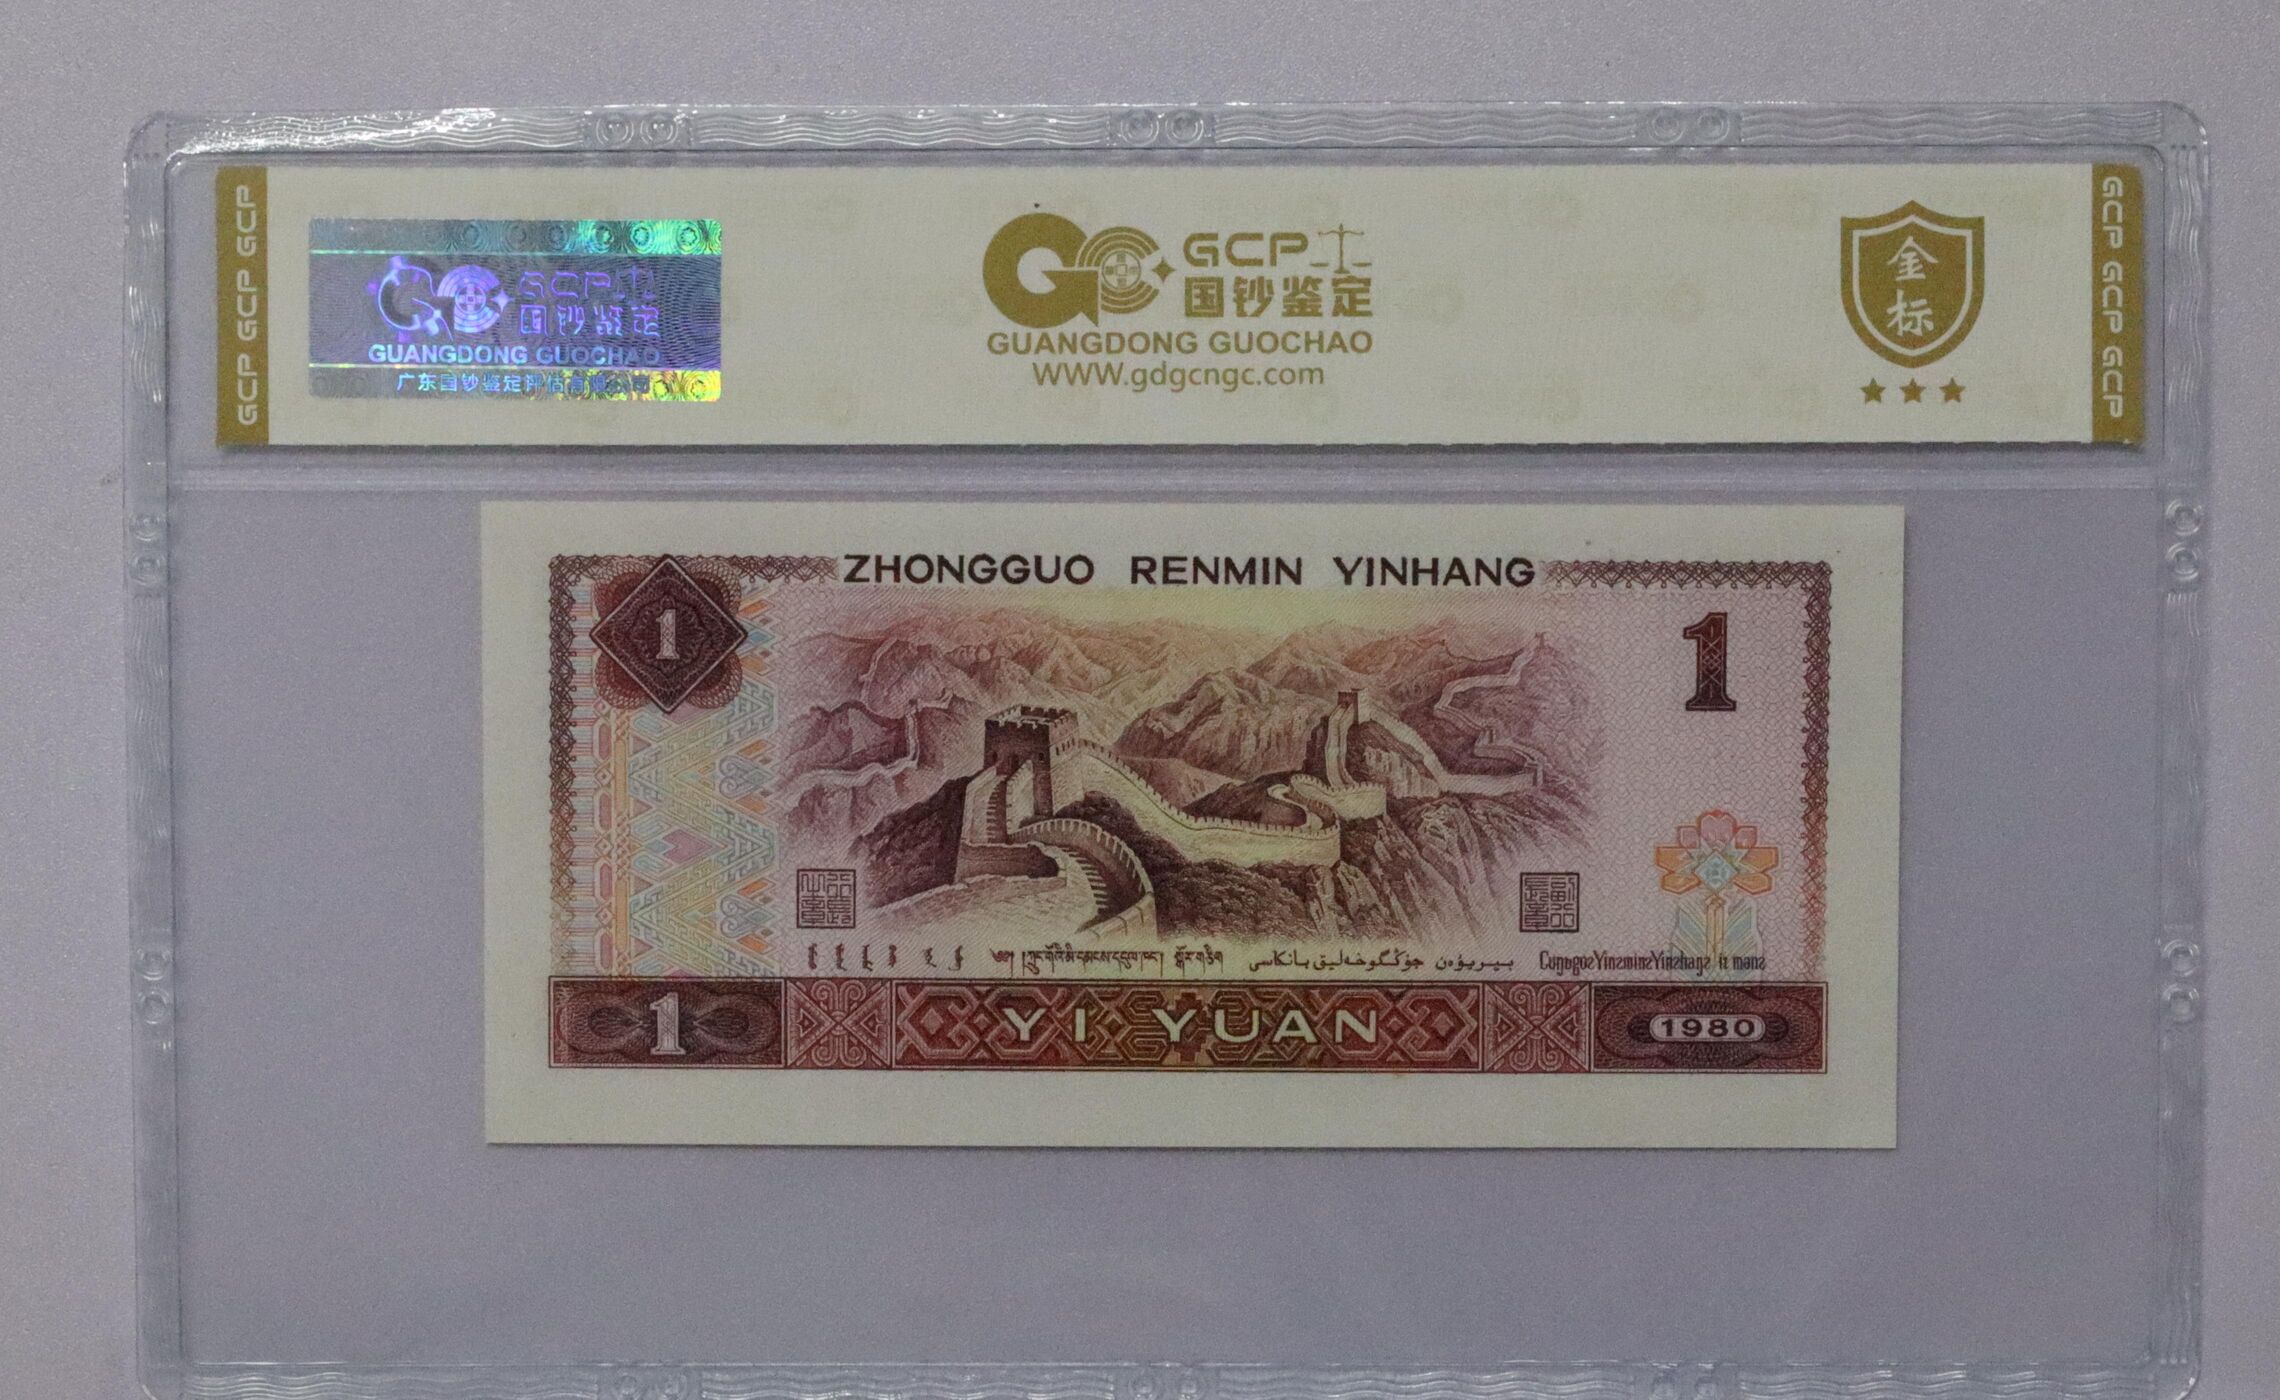 GCP GCP GCP
GCP
国钞鉴定
GUANGDONG GUOCHAO
广东国钞鉴定评估有限公司
GCP
国钞鉴定
GUANGDONG GUOCHAO
WWW.gdgcngc.com
金标
GCP GCP GCP
ZHONGGUO RENMIN YINHANG
1
1
1
YI YUAN
1980